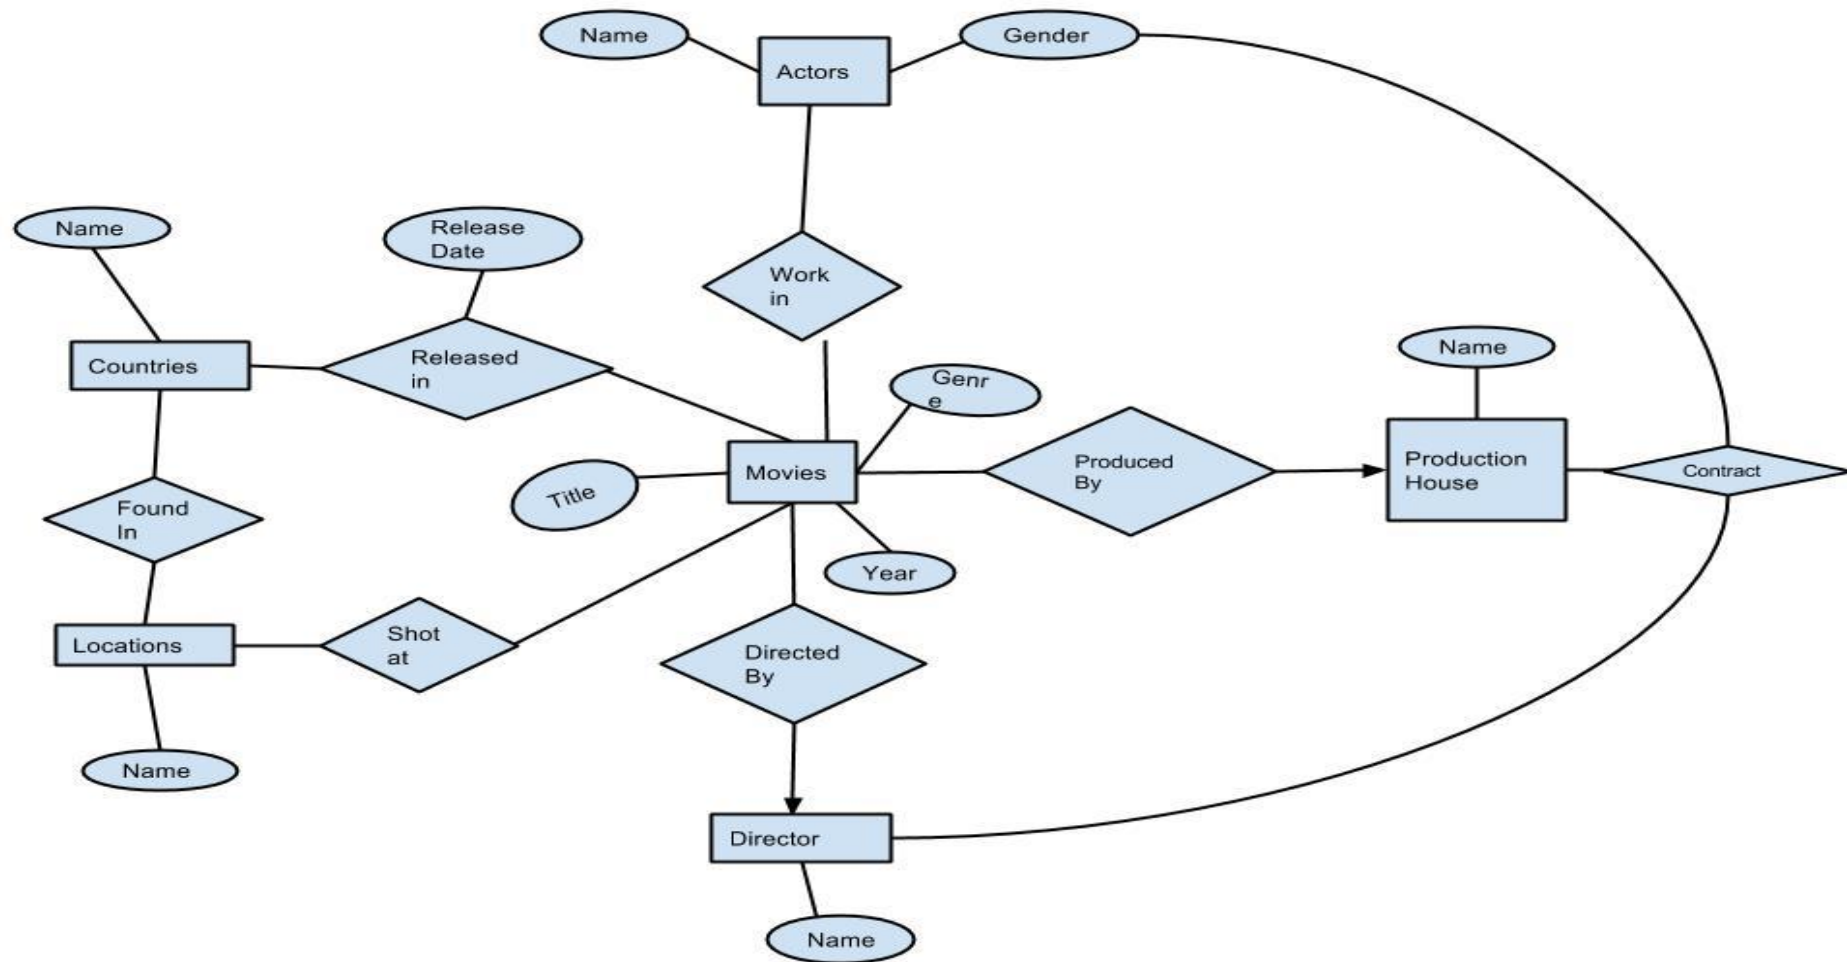 Name
Actors
Gender
Name
Release
Date
Work
in
Countries
Released
in
Name
Genr
e
Title
Movies
Produced
By
Production
House
Contract
Found
In
Year
Locations
Shot
at
Directed
By
Name
Director
Name